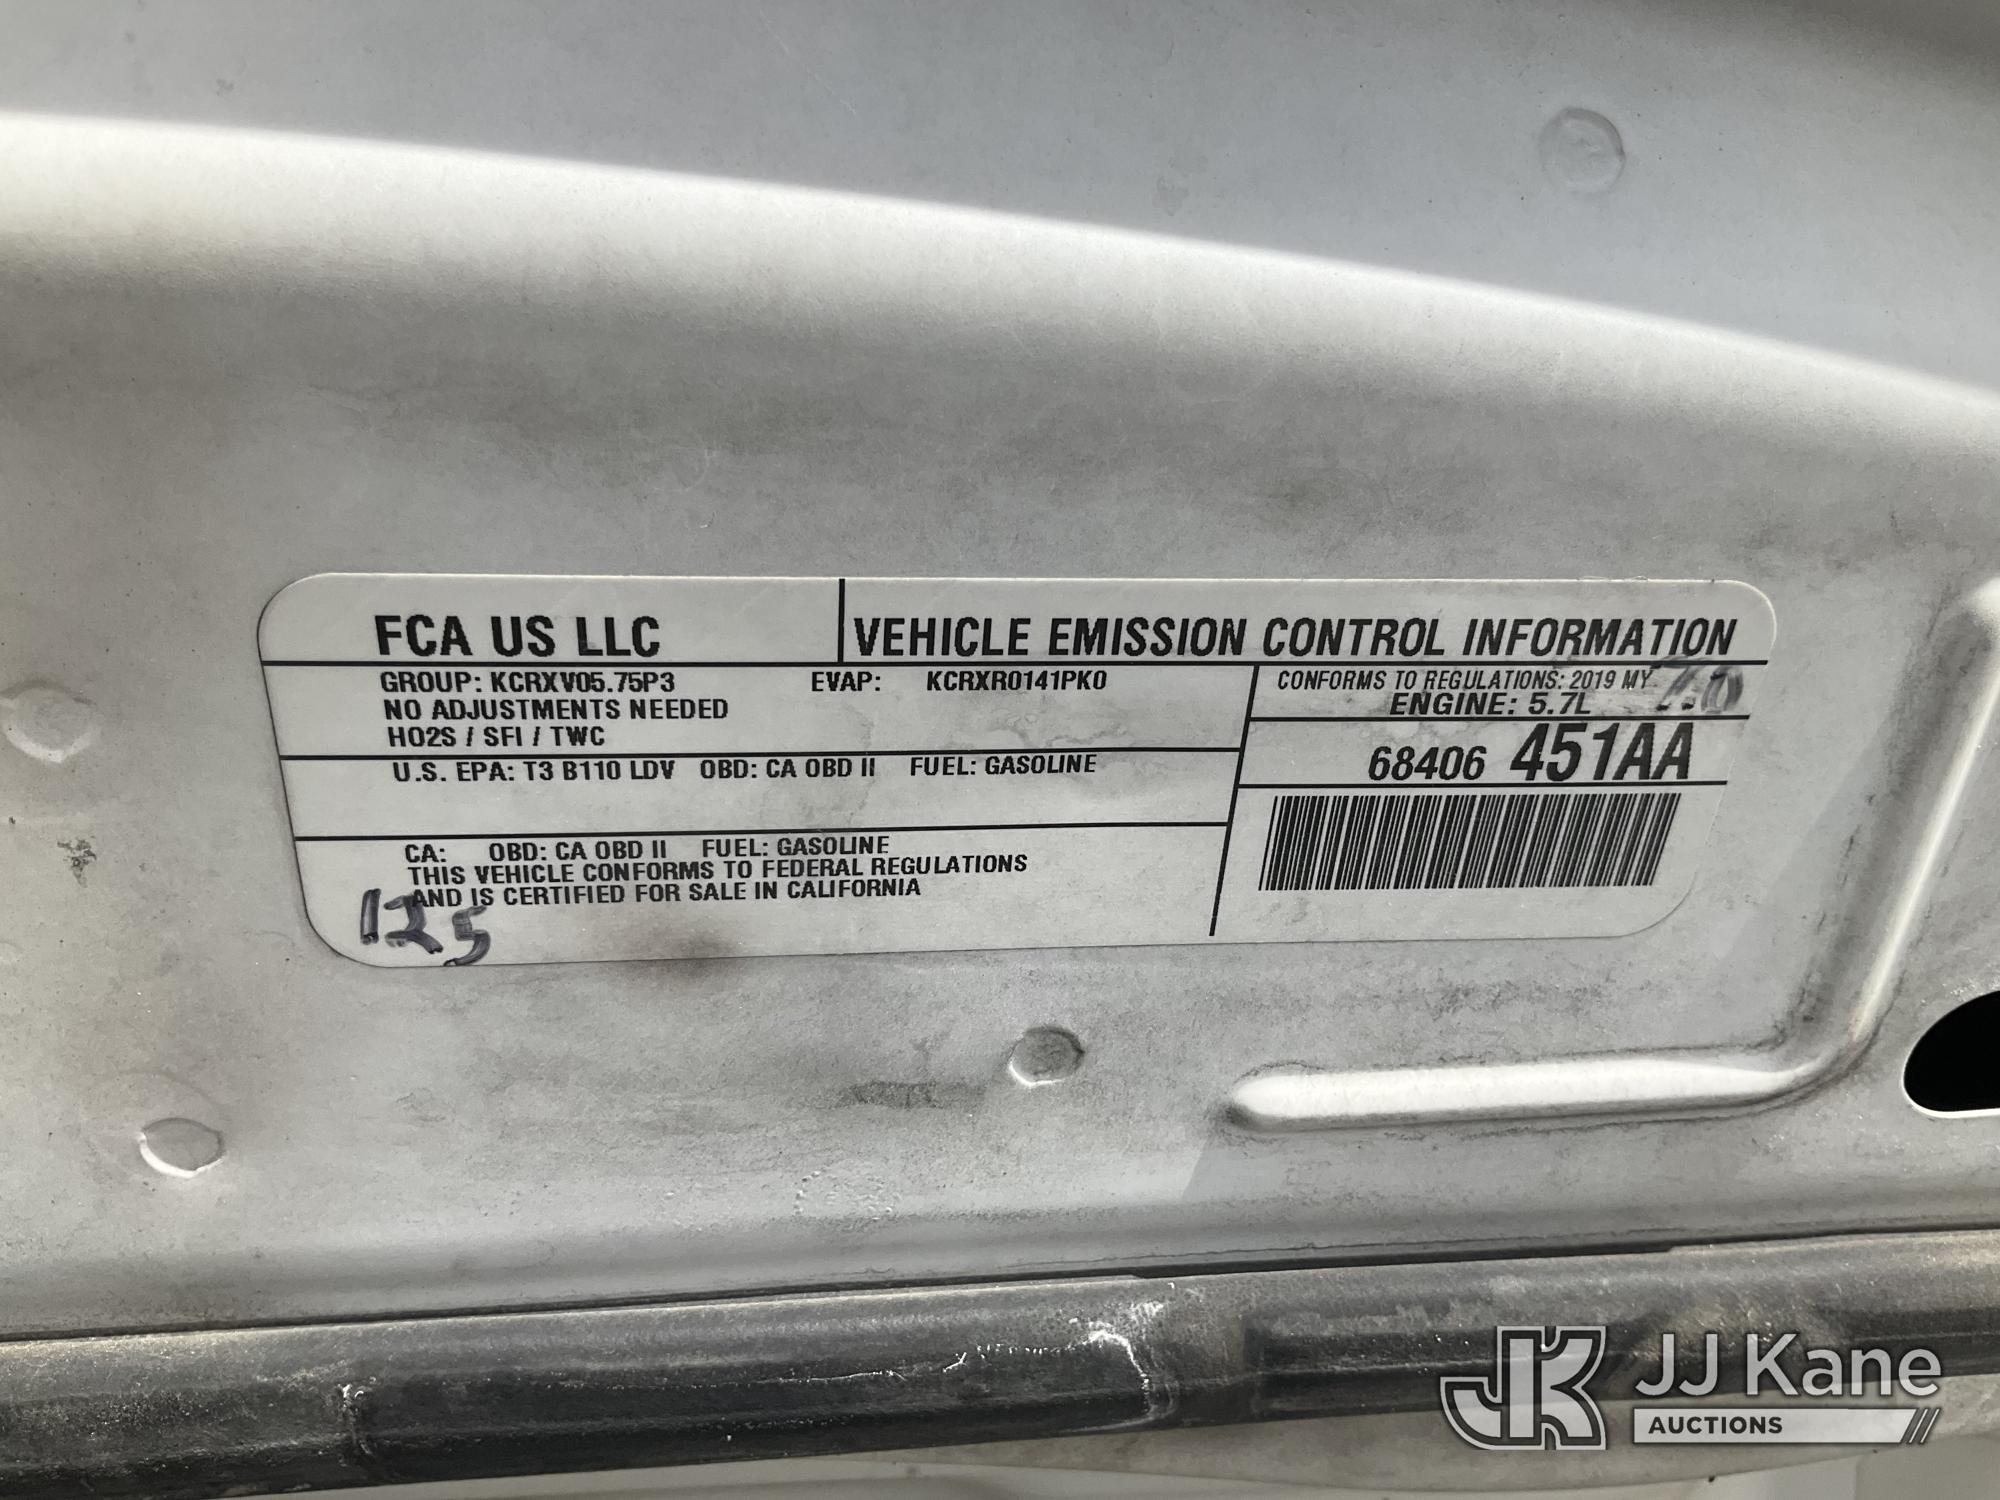 FCA US LLC
VEHICLE EMISSION CONTROL INFORMATION
GROUP: KCRXV05.75P3
EVAP: KCRXR0141PK0
NO ADJUSTMENTS NEEDED
HO2S / SFI / TWC
CONFORMS TO REGULATIONS: 2019 MY
ENGINE: 5.7L
68406 451AA
U.S. EPA: T3 B110 LDV OBD: CA OBD II FUEL: GASOLINE
CA: OBD: CA OBD II FUEL: GASOLINE
THIS VEHICLE CONFORMS TO FEDERAL REGULATIONS
AND IS CERTIFIED FOR SALE IN CALIFORNIA
125
JK
JJ Kane
AUCTIONS